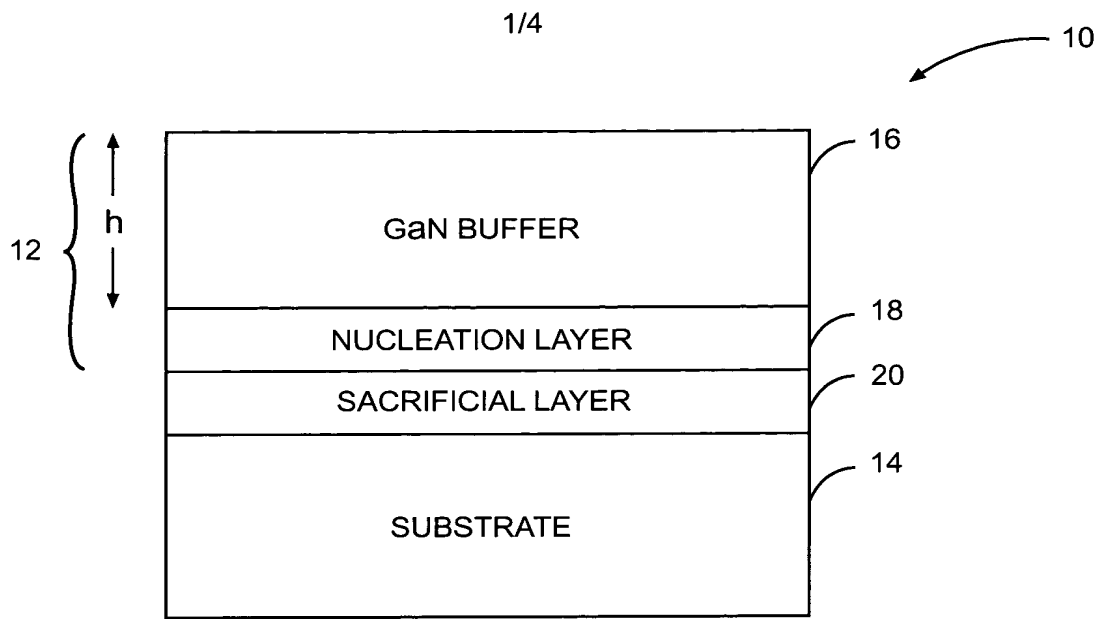 1/4
10
16
12
h
GaN BUFFER
18
NUCLEATION LAYER
20
SACRIFICIAL LAYER
14
SUBSTRATE